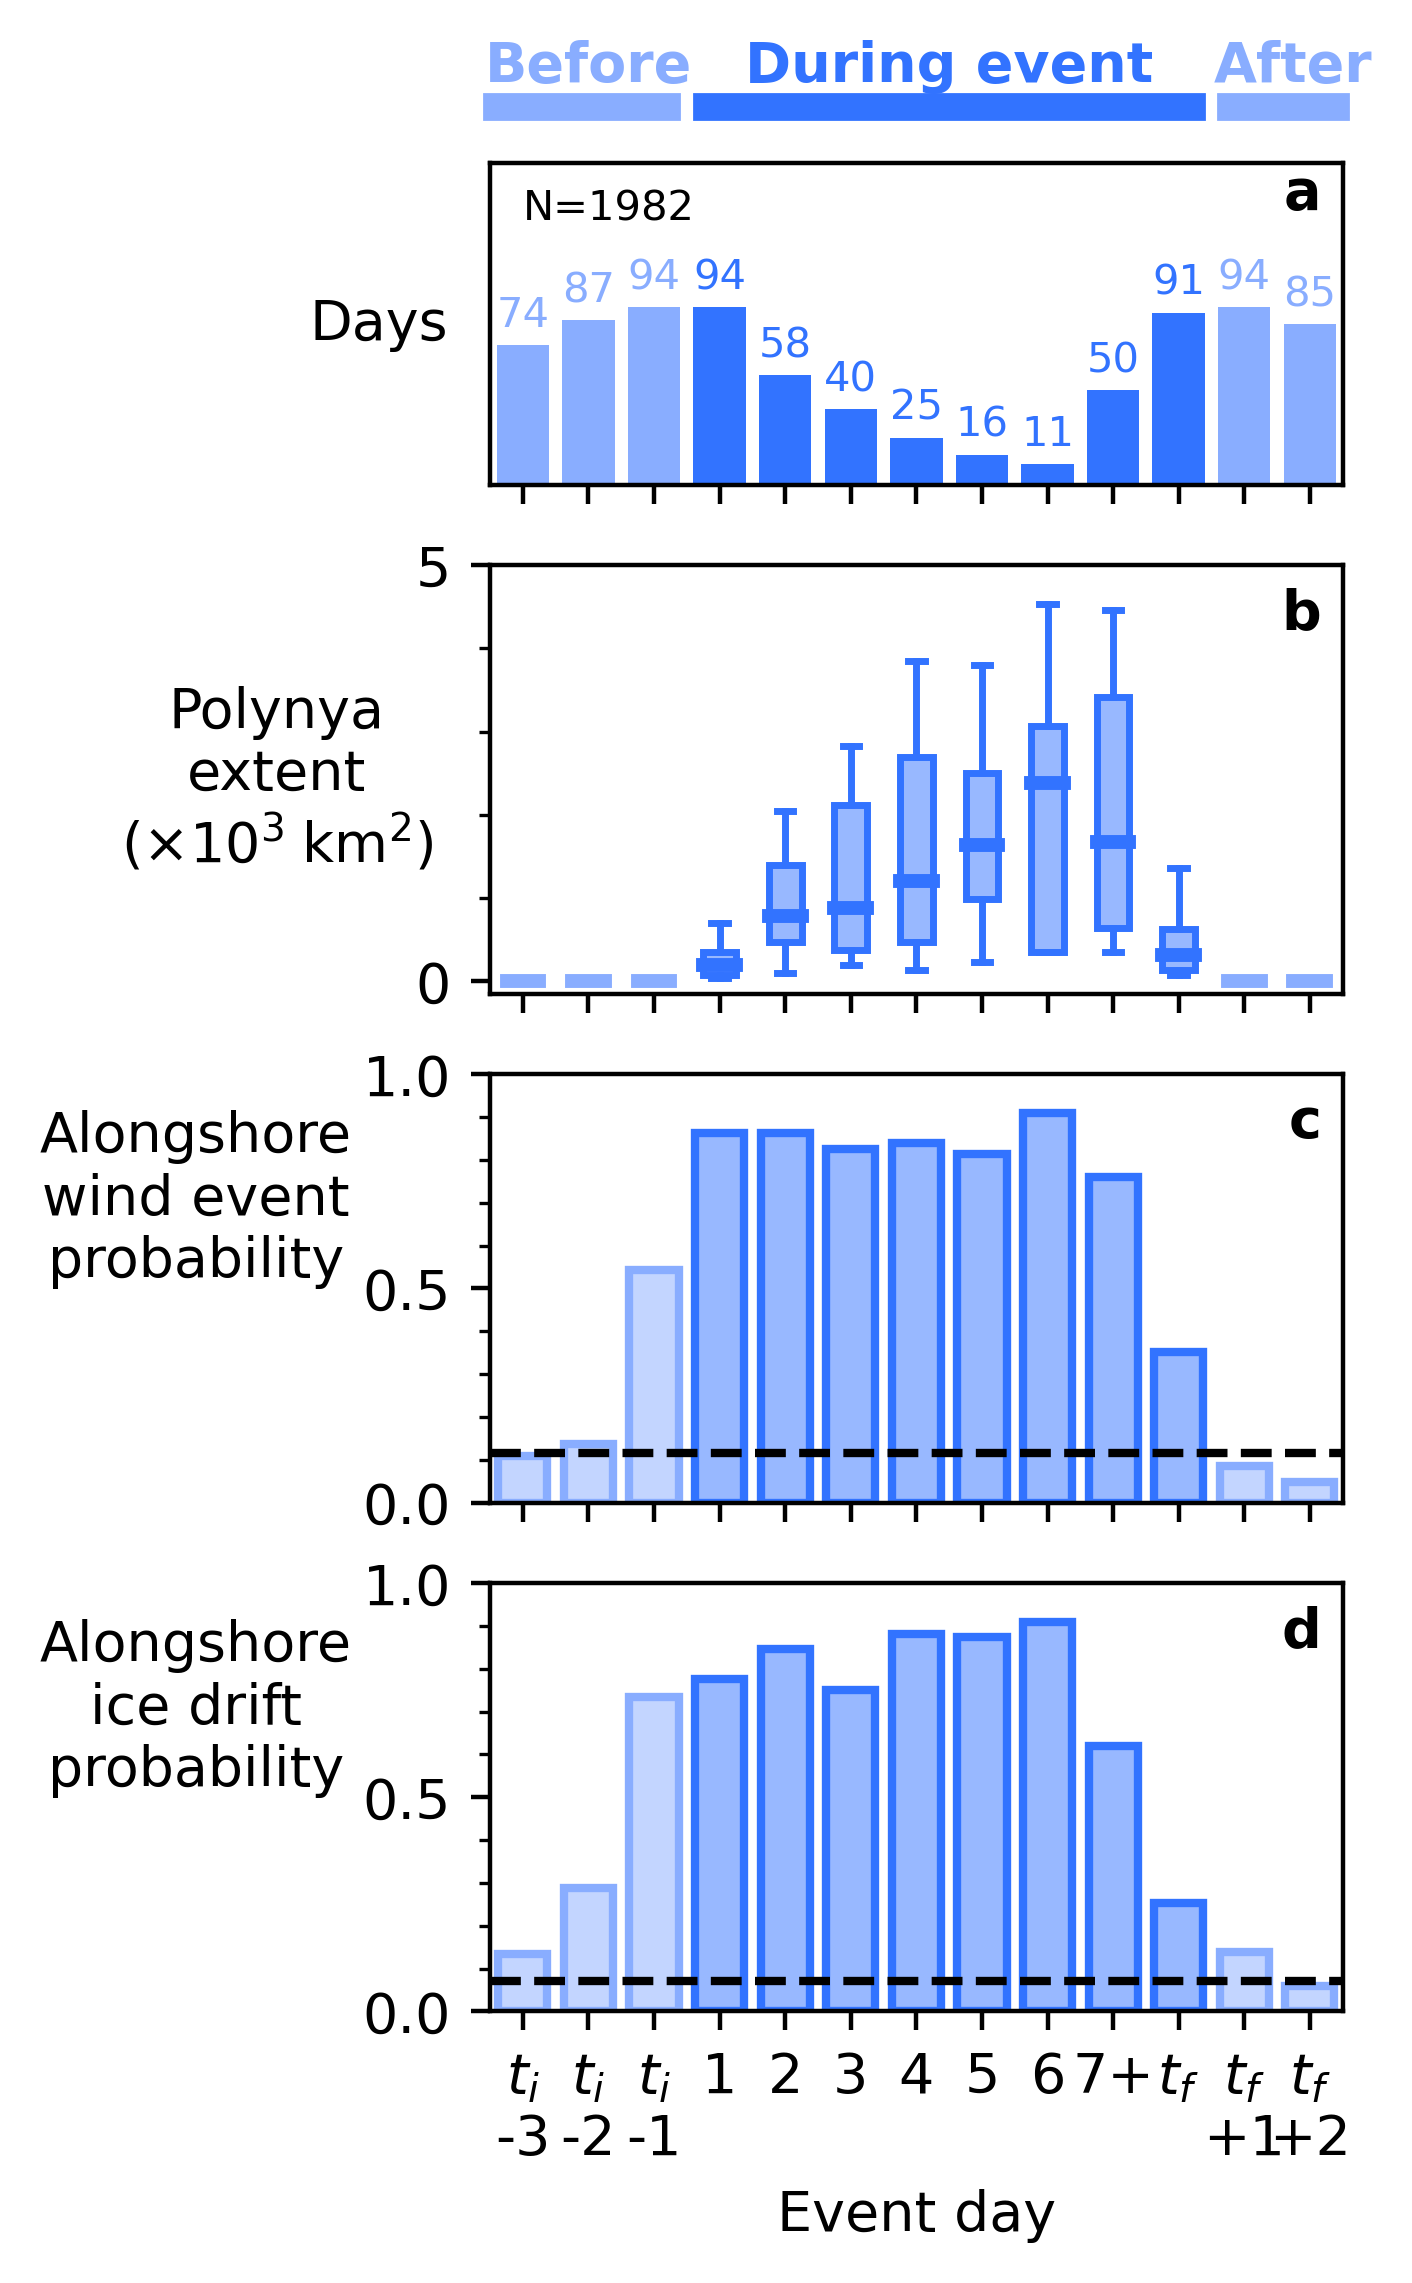 Before During event After
a
N=1982
Days
74 87 94 94 58 40 25 16 11 50 91 94 85
5
b
Polynya
extent
(×10³ km²)
0
1.0
c
Alongshore
wind event
probability
0.5
0.0
1.0
d
Alongshore
ice drift
probability
0.5
0.0
tᵢ tᵢ tᵢ 1 2 3 4 5 6 7+ t_f t_f t_f
-3 -2 -1 +1 +2
Event day